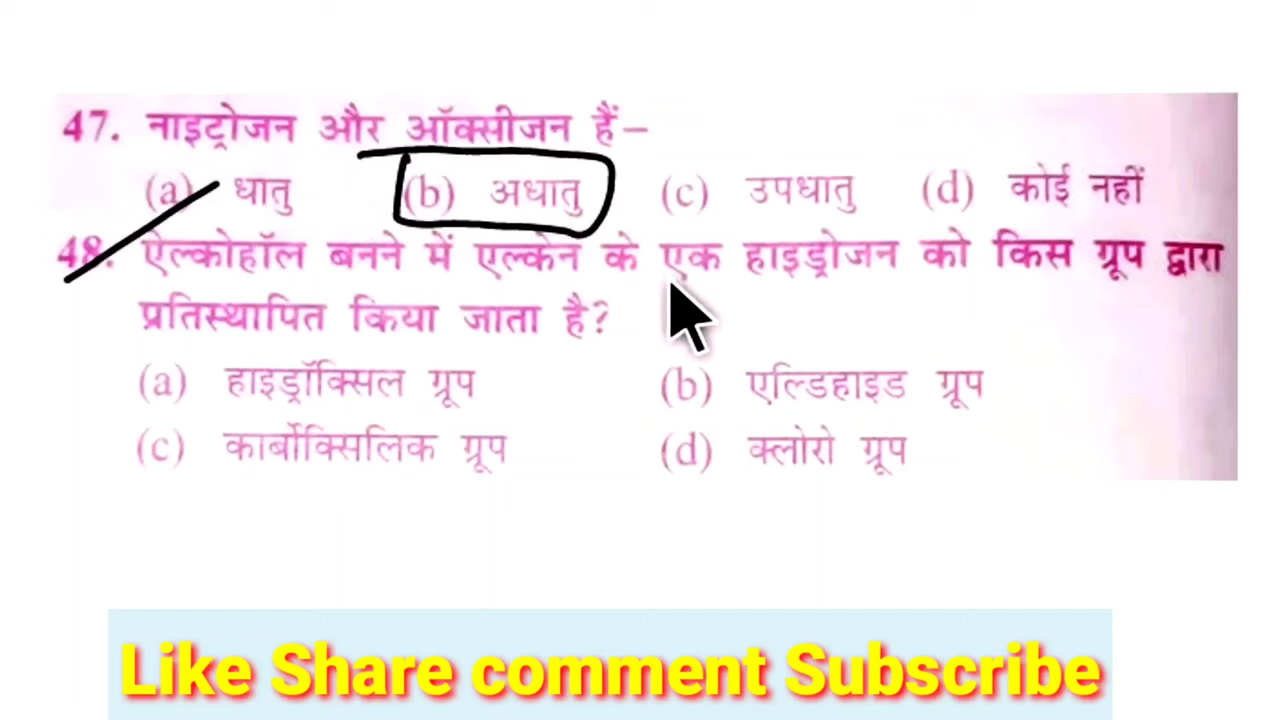 47. नाइट्रोजन और ऑक्सीजन हैं–
(a) धातु (b) अधातु (c) उपधातु (d) कोई नहीं
48. ऐल्कोहॉल बनने में एल्केन के एक हाइड्रोजन को किस ग्रूप द्वारा
प्रतिस्थापित किया जाता है?
(a) हाइड्रॉक्सिल ग्रूप (b) एल्डिहाइड ग्रूप
(c) कार्बोक्सिलिक ग्रूप (d) क्लोरो ग्रूप
Like Share comment Subscribe